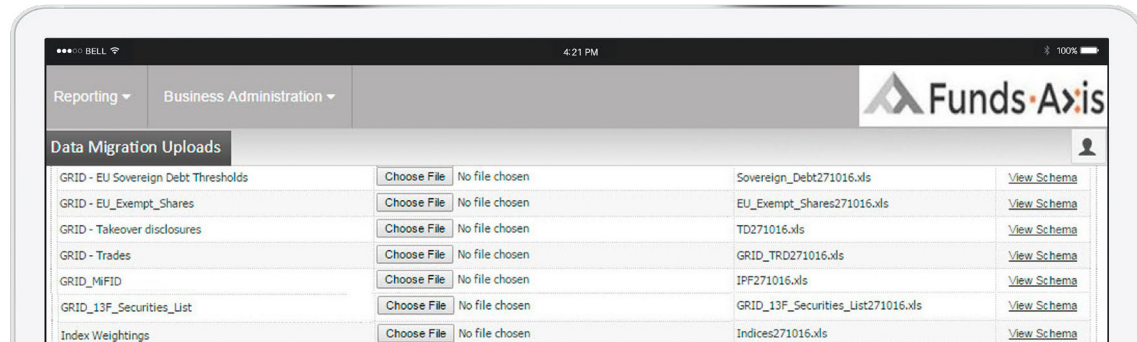 BELL 4:21 PM 100%
Reporting Business Administration Funds-Axis
Data Migration Uploads
GRID - EU Sovereign Debt Thresholds Choose File No file chosen Sovereign_Debt271016.xls View Schema
GRID - EU_Exempt_Shares Choose File No file chosen EU_Exempt_Shares271016.xls View Schema
GRID - Takeover disclosures Choose File No file chosen TD271016.xls View Schema
GRID - Trades Choose File No file chosen GRID_TRD271016.xls View Schema
GRID_MiFID Choose File No file chosen IPF271016.xls View Schema
GRID_13F_Securities_List Choose File No file chosen GRID_13F_Securities_List271016.xls View Schema
Index Weightings Choose File No file chosen Indices271016.xls View Schema